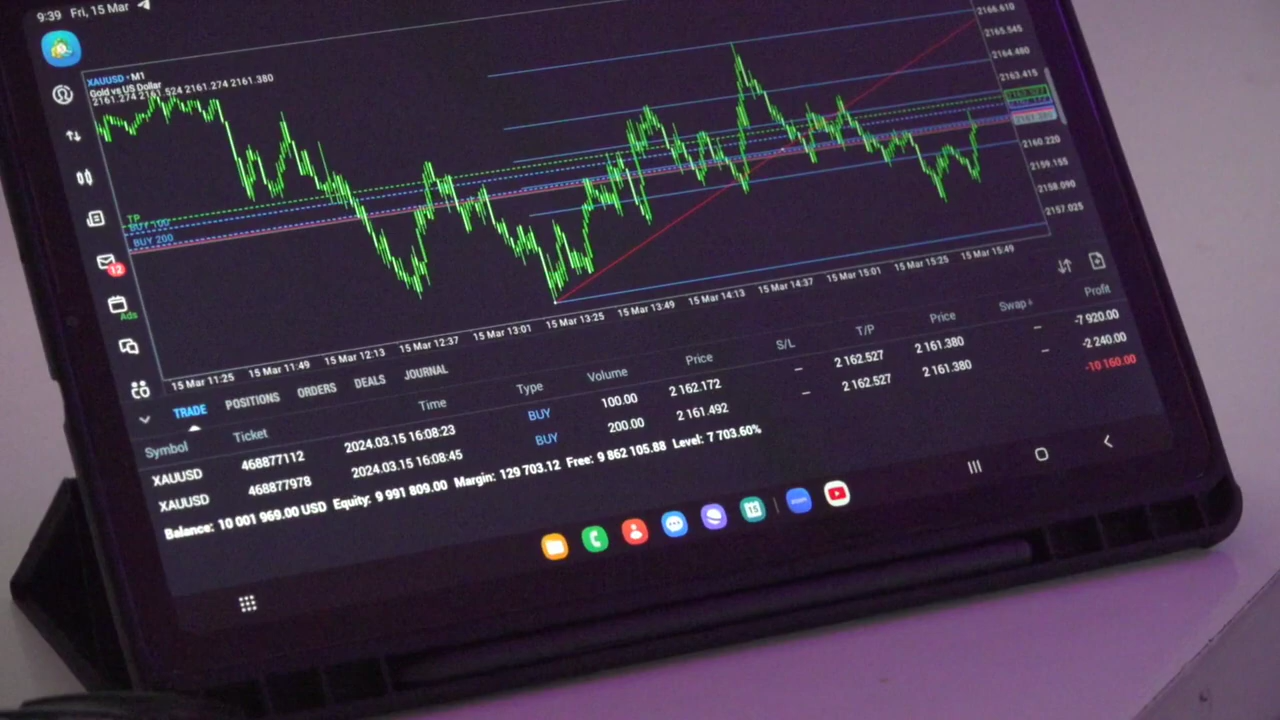 9:39 Fri, 15 Mar
XAUUSD • M1
Gold vs US Dollar
2161.274 2161.524 2161.274 2161.380
2166.610
2165.545
2164.480
2163.415
2163.527
2161.380
2160.220
2159.155
2158.090
2157.025
TP
BUY 100
BUY 200
12
Ads
15 Mar 11:25 15 Mar 11:49 15 Mar 12:13 15 Mar 12:37 15 Mar 13:01 15 Mar 13:25 15 Mar 13:49 15 Mar 14:13 15 Mar 14:37 15 Mar 15:01 15 Mar 15:25 15 Mar 15:49
TRADE POSITIONS ORDERS DEALS JOURNAL
Symbol Ticket Time Type Volume Price S/L T/P Price Swap Profit
XAUUSD 468877112 2024.03.15 16:08:23 BUY 100.00 2 162.172 – 2 162.527 2 161.380 – -7 920.00
XAUUSD 468877978 2024.03.15 16:08:45 BUY 200.00 2 161.492 – 2 162.527 2 161.380 – -2 240.00
Balance: 10 001 969.00 USD Equity: 9 991 809.00 Margin: 129 703.12 Free: 9 862 105.88 Level: 7 703.60% -10 160.00
15
zoom